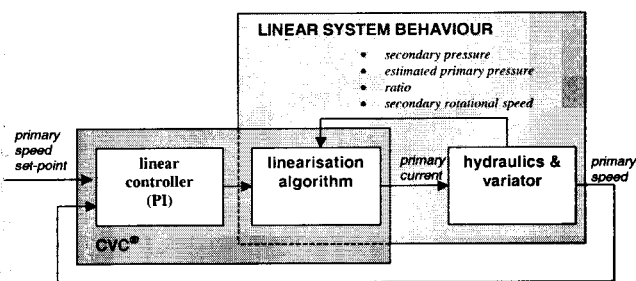 LINEAR SYSTEM BEHAVIOUR
• secondary pressure
• estimated primary pressure
• ratio
• secondary rotational speed
primary
speed
set-point
linear
controller
(PI)
linearisation
algorithm
primary
current
hydraulics &
variator
primary
speed
CVC®